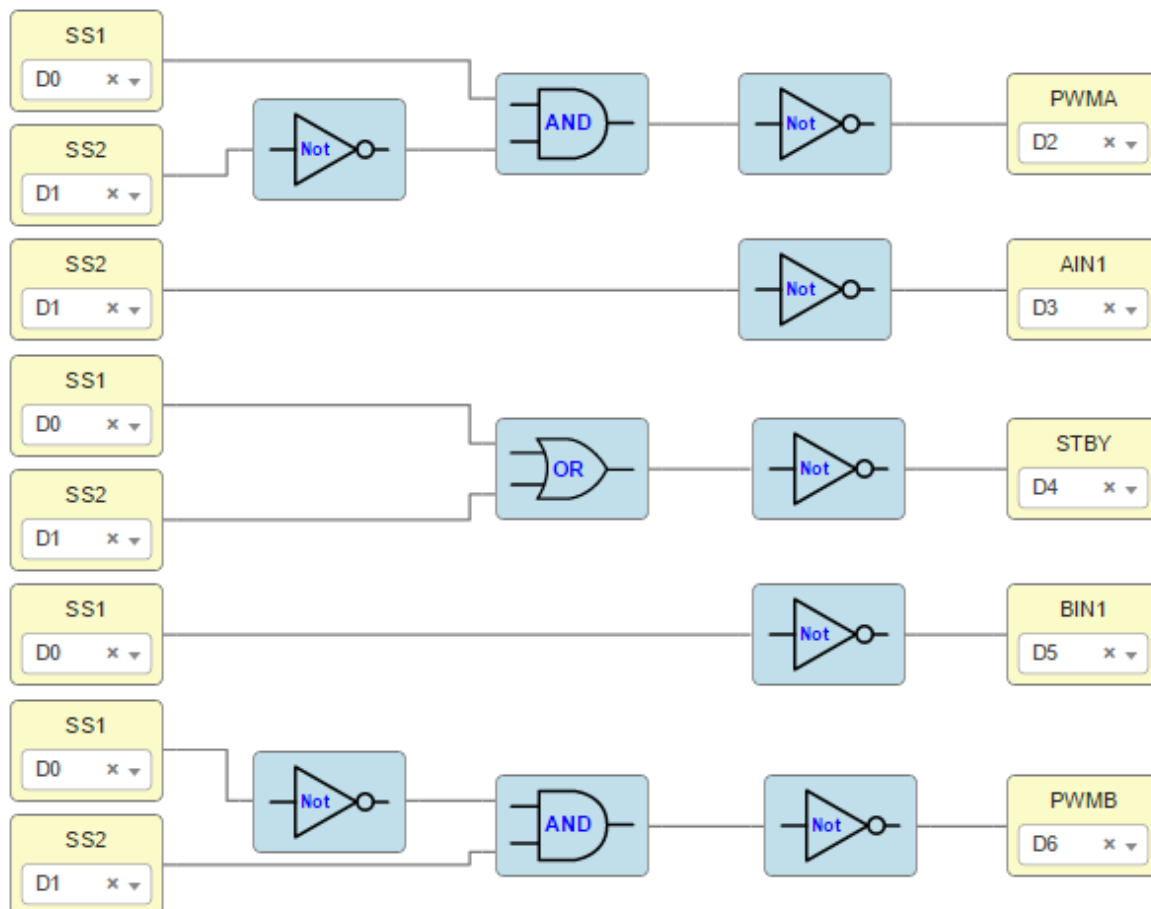 SS1
D0 ×
SS2
D1 ×
Not
AND
Not
PWMA
D2 ×
SS2
D1 ×
Not
AIN1
D3 ×
SS1
D0 ×
SS2
D1 ×
OR
Not
STBY
D4 ×
SS1
D0 ×
Not
BIN1
D5 ×
SS1
D0 ×
SS2
D1 ×
Not
AND
Not
PWMB
D6 ×